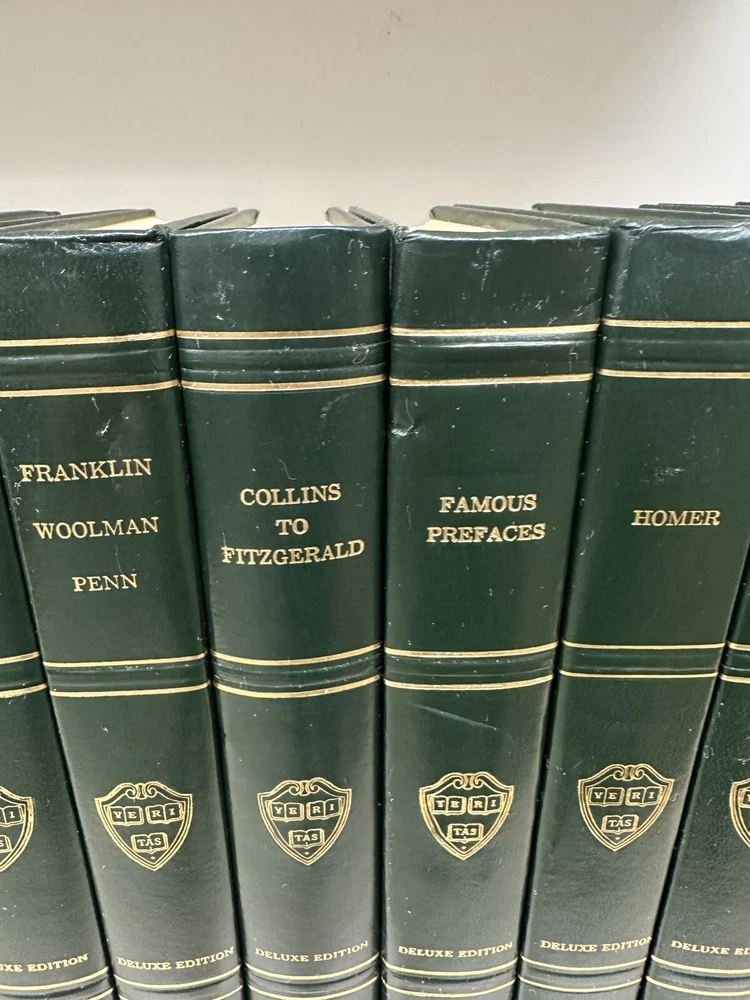 FRANKLIN
WOOLMAN
PENN
VE RI
TAS
DELUXE EDITION
COLLINS
TO
FITZGERALD
VE RI
TAS
DELUXE EDITION
FAMOUS
PREFACES
VE RI
TAS
DELUXE EDITION
HOMER
VE RI
TAS
DELUXE EDITION